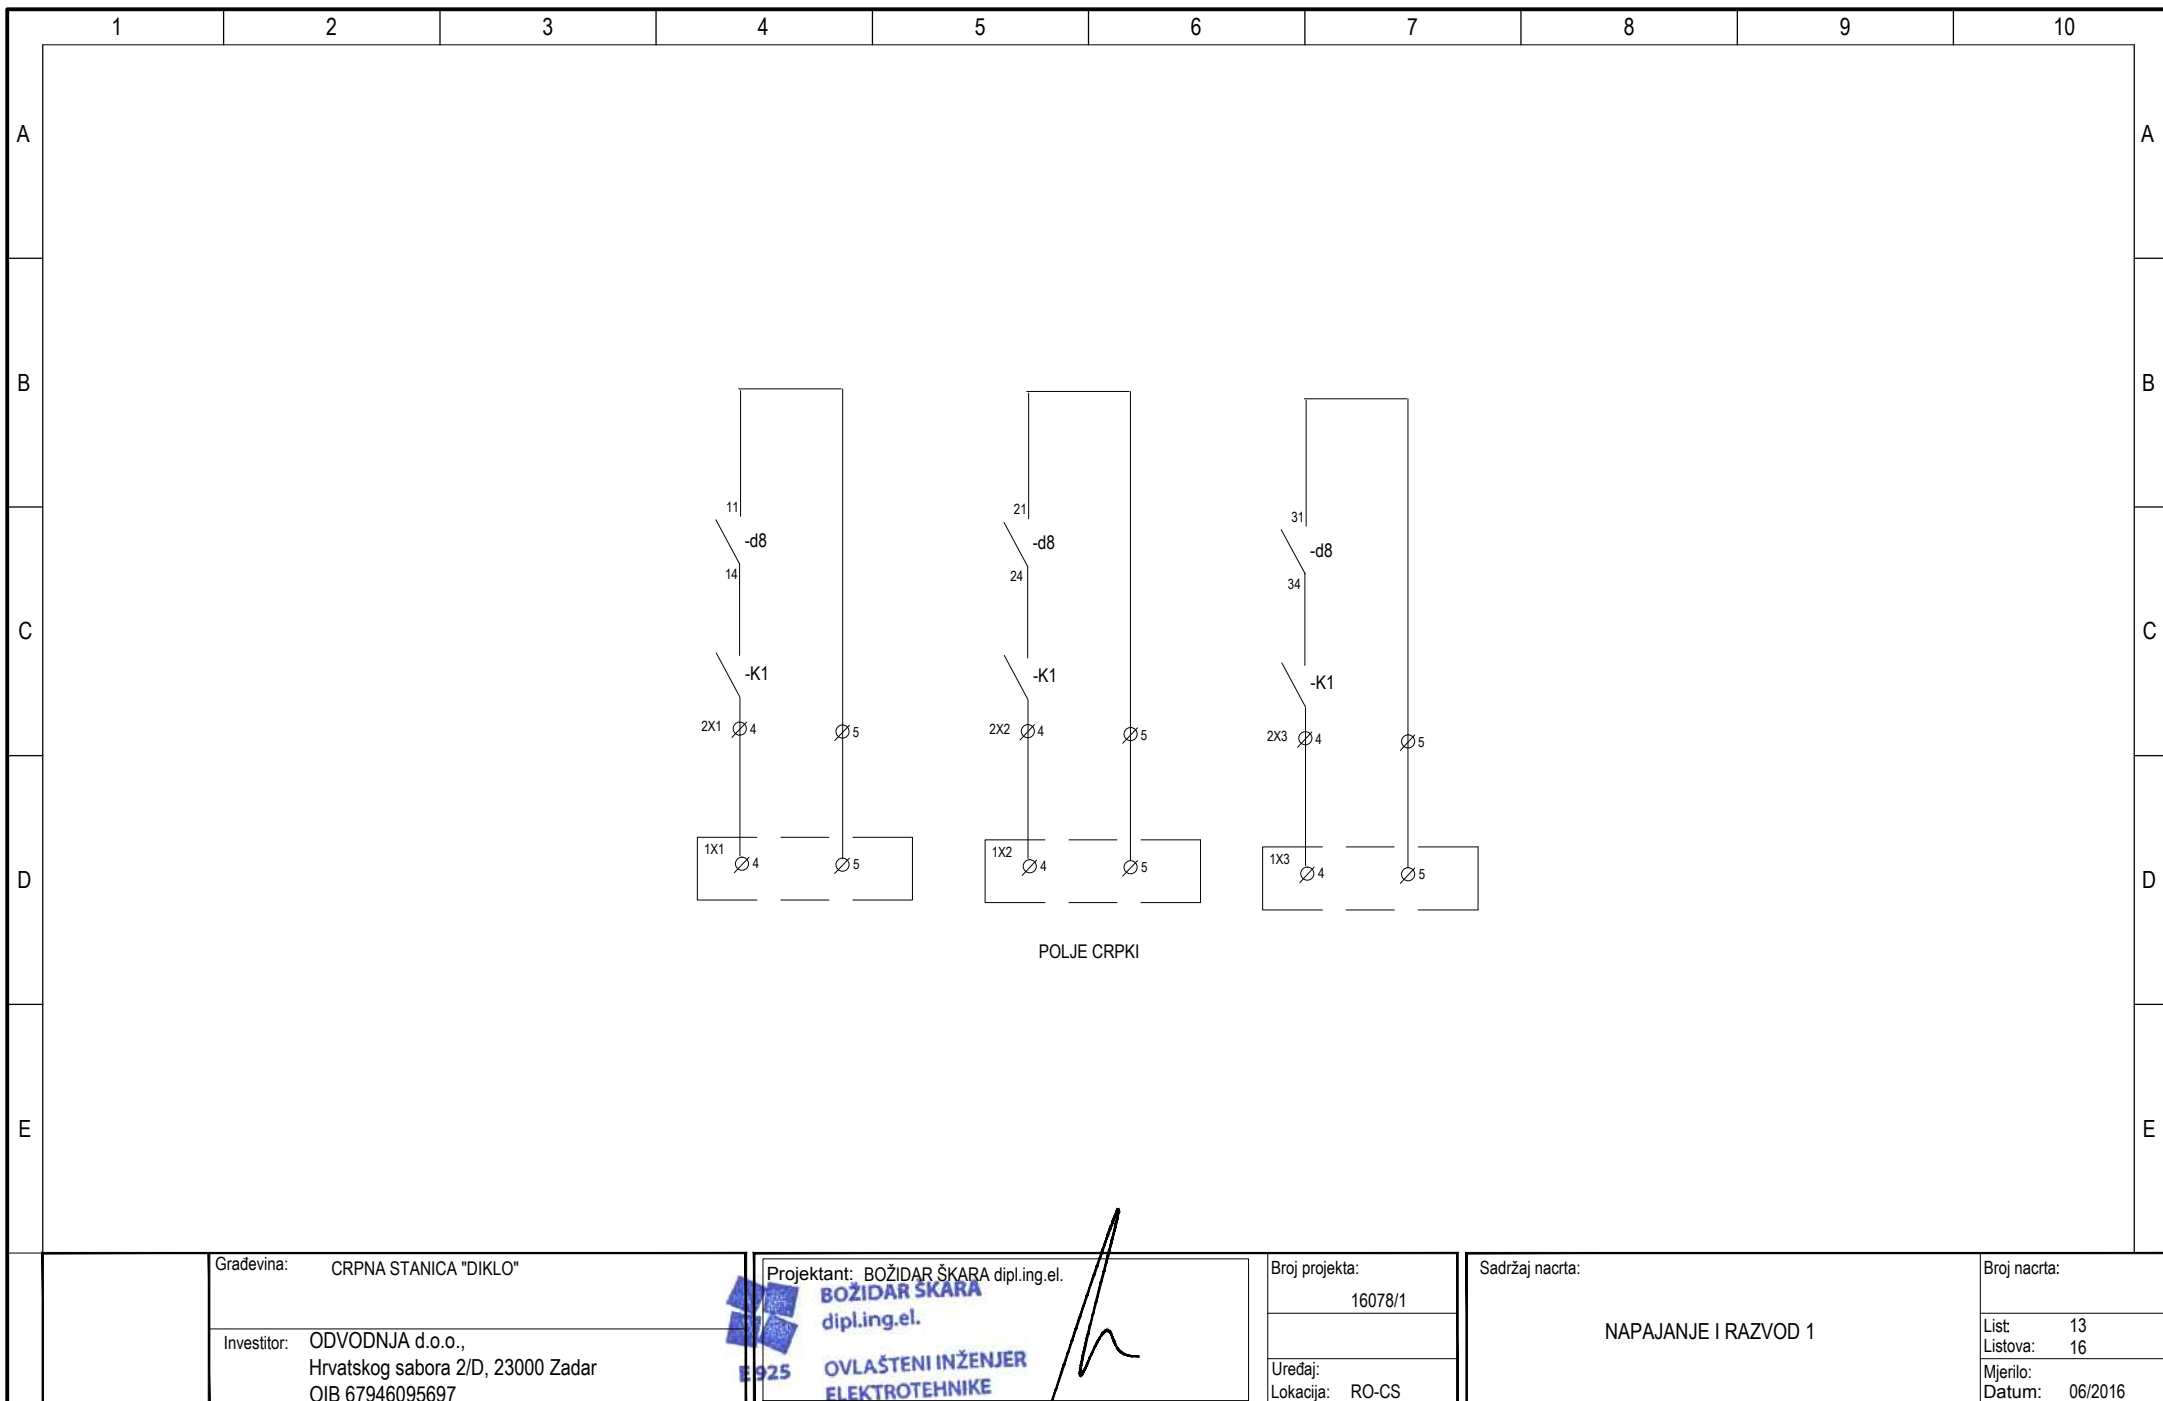 1 2 3 4 5 6 7 8 9 10
A A
B B
11 21 31
-d8 -d8 -d8
14 24 34
C C
-K1 -K1 -K1
2X1 4 5 2X2 4 5 2X3 4 5
1X1 4 5 1X2 4 5 1X3 4 5
D D
POLJE CRPKI
E E
Građevina: CRPNA STANICA "DIKLO"
Investitor: ODVODNJA d.o.o.,
Hrvatskog sabora 2/D, 23000 Zadar
OIB 67946095697
Projektant: BOŽIDAR ŠKARA dipl.ing.el.
BOŽIDAR ŠKARA
dipl.ing.el.
E 925 OVLAŠTENI INŽENJER
ELEKTROTEHNIKE
Broj projekta:
16078/1
Uređaj:
Lokacija: RO-CS
Sadržaj nacrta:
NAPAJANJE I RAZVOD 1
Broj nacrta:
List: 13
Listova: 16
Mjerilo:
Datum: 06/2016